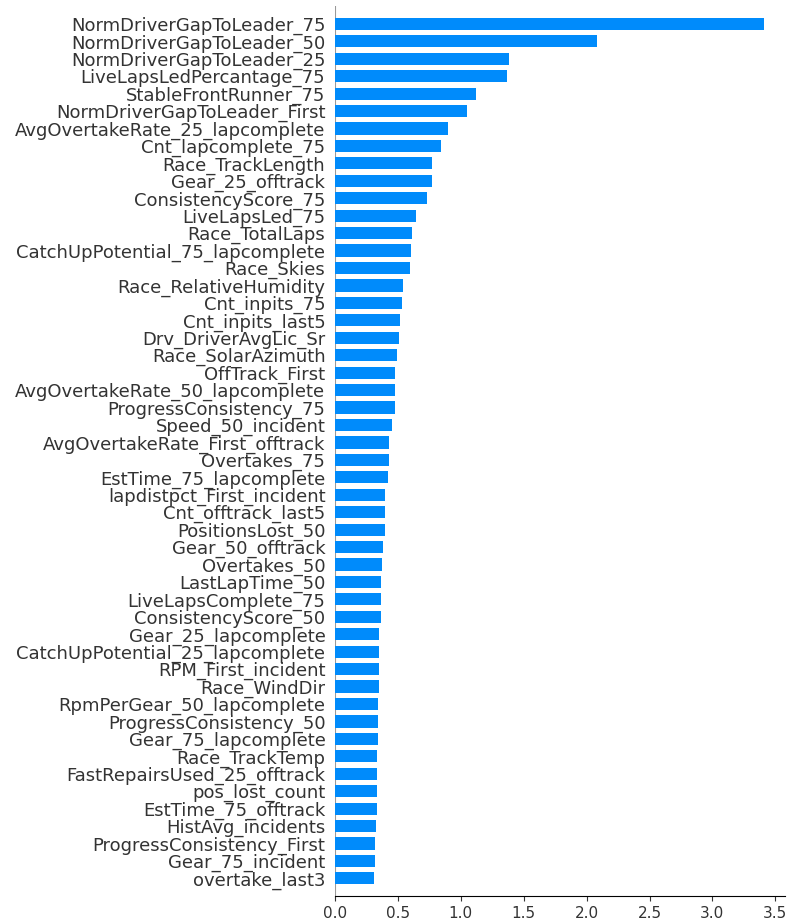 NormDriverGapToLeader_75
NormDriverGapToLeader_50
NormDriverGapToLeader_25
LiveLapsLedPercantage_75
StableFrontRunner_75
NormDriverGapToLeader_First
AvgOvertakeRate_25_lapcomplete
Cnt_lapcomplete_75
Race_TrackLength
Gear_25_offtrack
ConsistencyScore_75
LiveLapsLed_75
Race_TotalLaps
CatchUpPotential_75_lapcomplete
Race_Skies
Race_RelativeHumidity
Cnt_inpits_75
Cnt_inpits_last5
Drv_DriverAvgLic_Sr
Race_SolarAzimuth
OffTrack_First
AvgOvertakeRate_50_lapcomplete
ProgressConsistency_75
Speed_50_incident
AvgOvertakeRate_First_offtrack
Overtakes_75
EstTime_75_lapcomplete
lapdistpct_First_incident
Cnt_offtrack_last5
PositionsLost_50
Gear_50_offtrack
Overtakes_50
LastLapTime_50
LiveLapsComplete_75
ConsistencyScore_50
Gear_25_lapcomplete
CatchUpPotential_25_lapcomplete
RPM_First_incident
Race_WindDir
RpmPerGear_50_lapcomplete
ProgressConsistency_50
Gear_75_lapcomplete
Race_TrackTemp
FastRepairsUsed_25_offtrack
pos_lost_count
EstTime_75_offtrack
HistAvg_incidents
ProgressConsistency_First
Gear_75_incident
overtake_last3
0.0 0.5 1.0 1.5 2.0 2.5 3.0 3.5